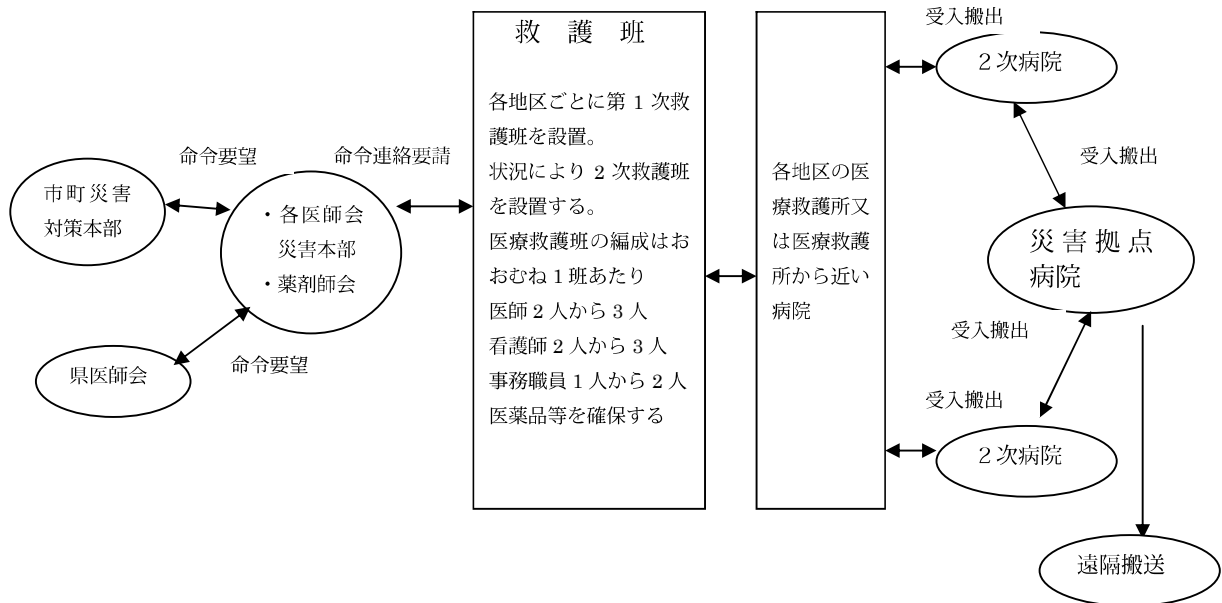 市町災害
対策本部
命令要望
県医師会
命令要望
・各医師会
災害本部
・薬剤師会
命令連絡要請
救 護 班
各地区ごとに第1次救
護班を設置。
状況により2次救護班
を設置する。
医療救護班の編成はお
おむね1班あたり
医師2人から3人
看護師2人から3人
事務職員1人から2人
医薬品等を確保する
各地区の医
療救護所又
は医療救護
所から近い
病院
受入搬出
2次病院
受入搬出
災害拠点
病院
受入搬出
受入搬出
2次病院
遠隔搬送